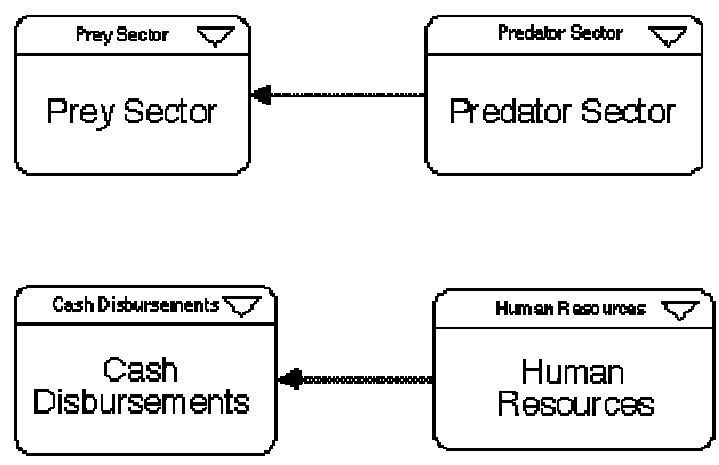 Prey Sector
Predator Sector
Prey Sector
Predator Sector
Cash Disbursements
Human Resources
Cash
Disbursements
Human
Resources